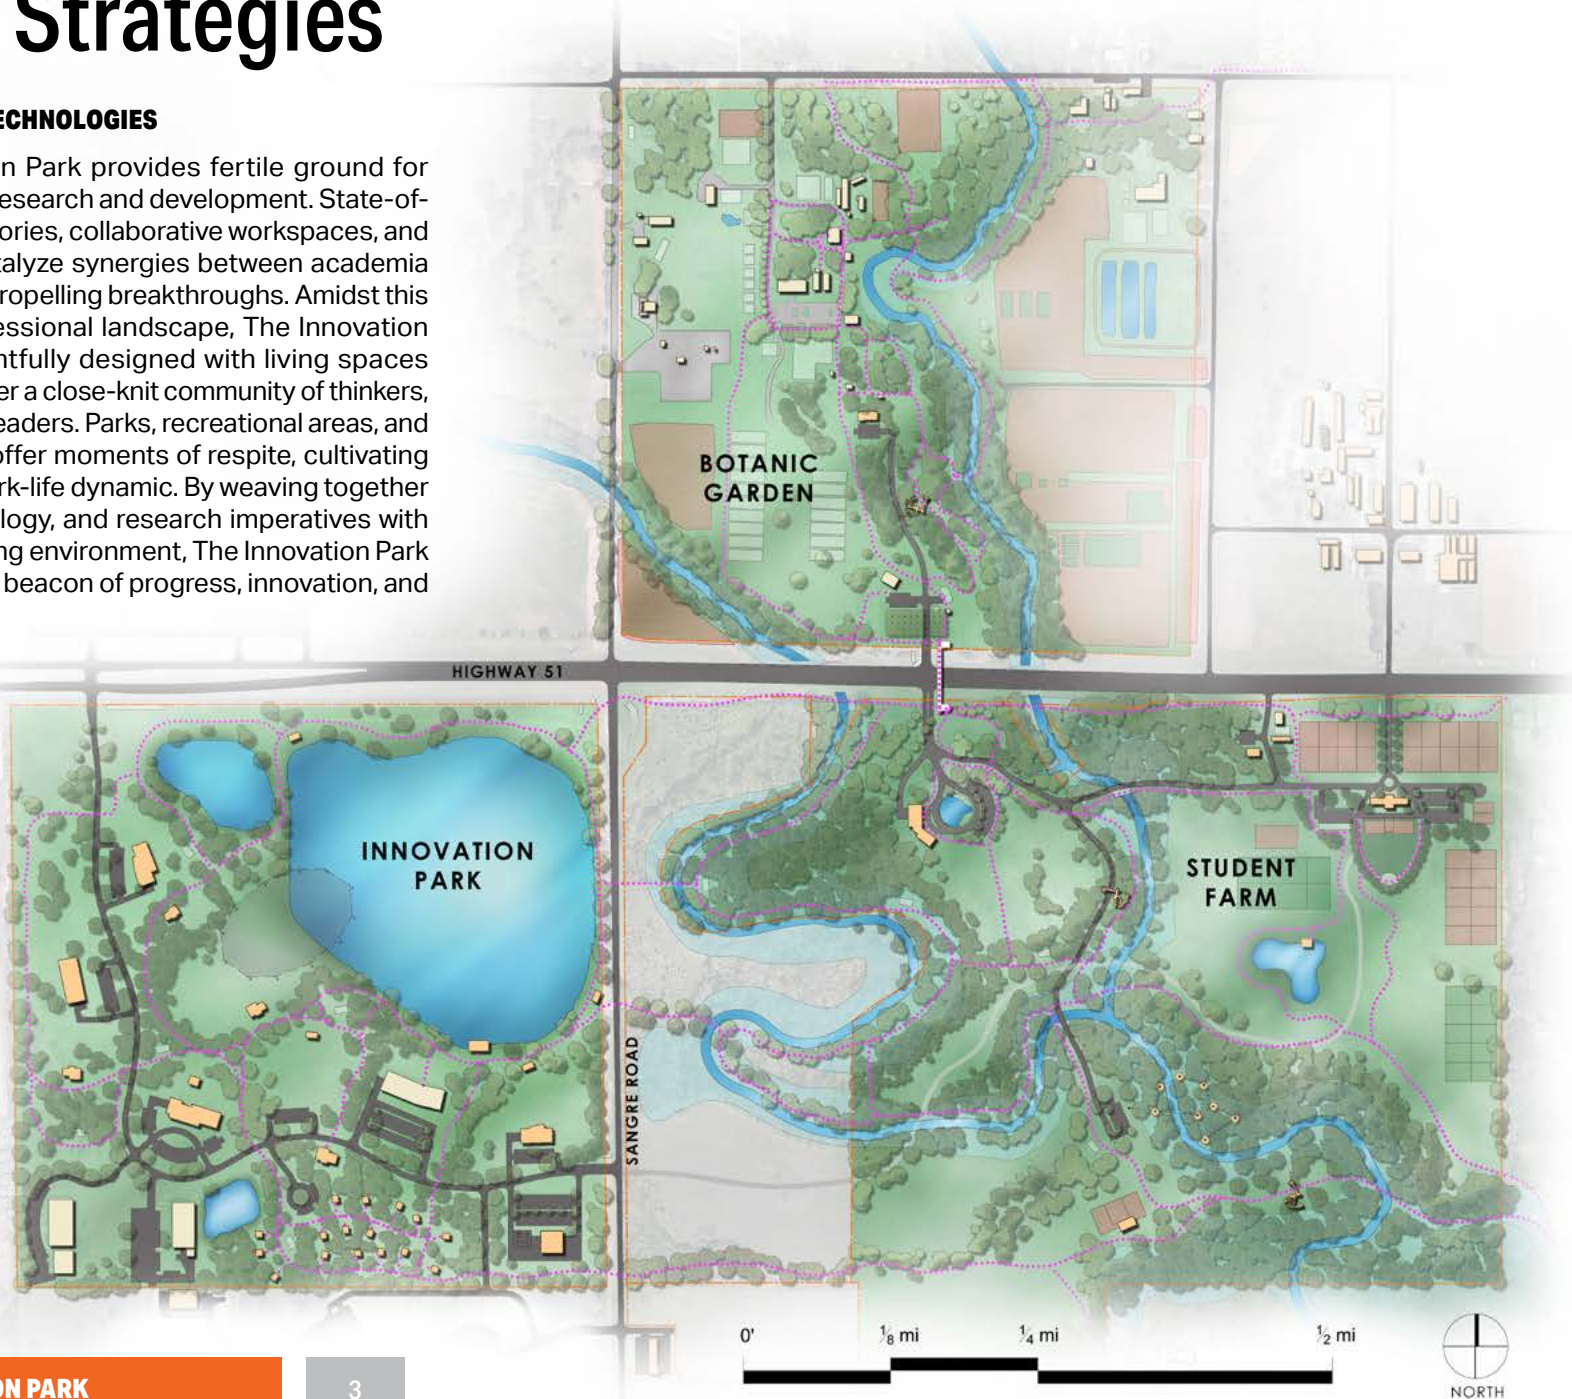 Strategies
ECHNOLOGIES
n Park provides fertile ground for
esearch and development. State-of-
ories, collaborative workspaces, and
talyze synergies between academia
ropelling breakthroughs. Amidst this
essional landscape, The Innovation
ntfully designed with living spaces
er a close-knit community of thinkers,
eaders. Parks, recreational areas, and
offer moments of respite, cultivating
rk-life dynamic. By weaving together
ology, and research imperatives with
ng environment, The Innovation Park
beacon of progress, innovation, and
BOTANIC
GARDEN
HIGHWAY 51
INNOVATION
PARK
STUDENT
FARM
SANGRE ROAD
0' 1/8 mi 1/4 mi 1/2 mi
NORTH
ON PARK
3